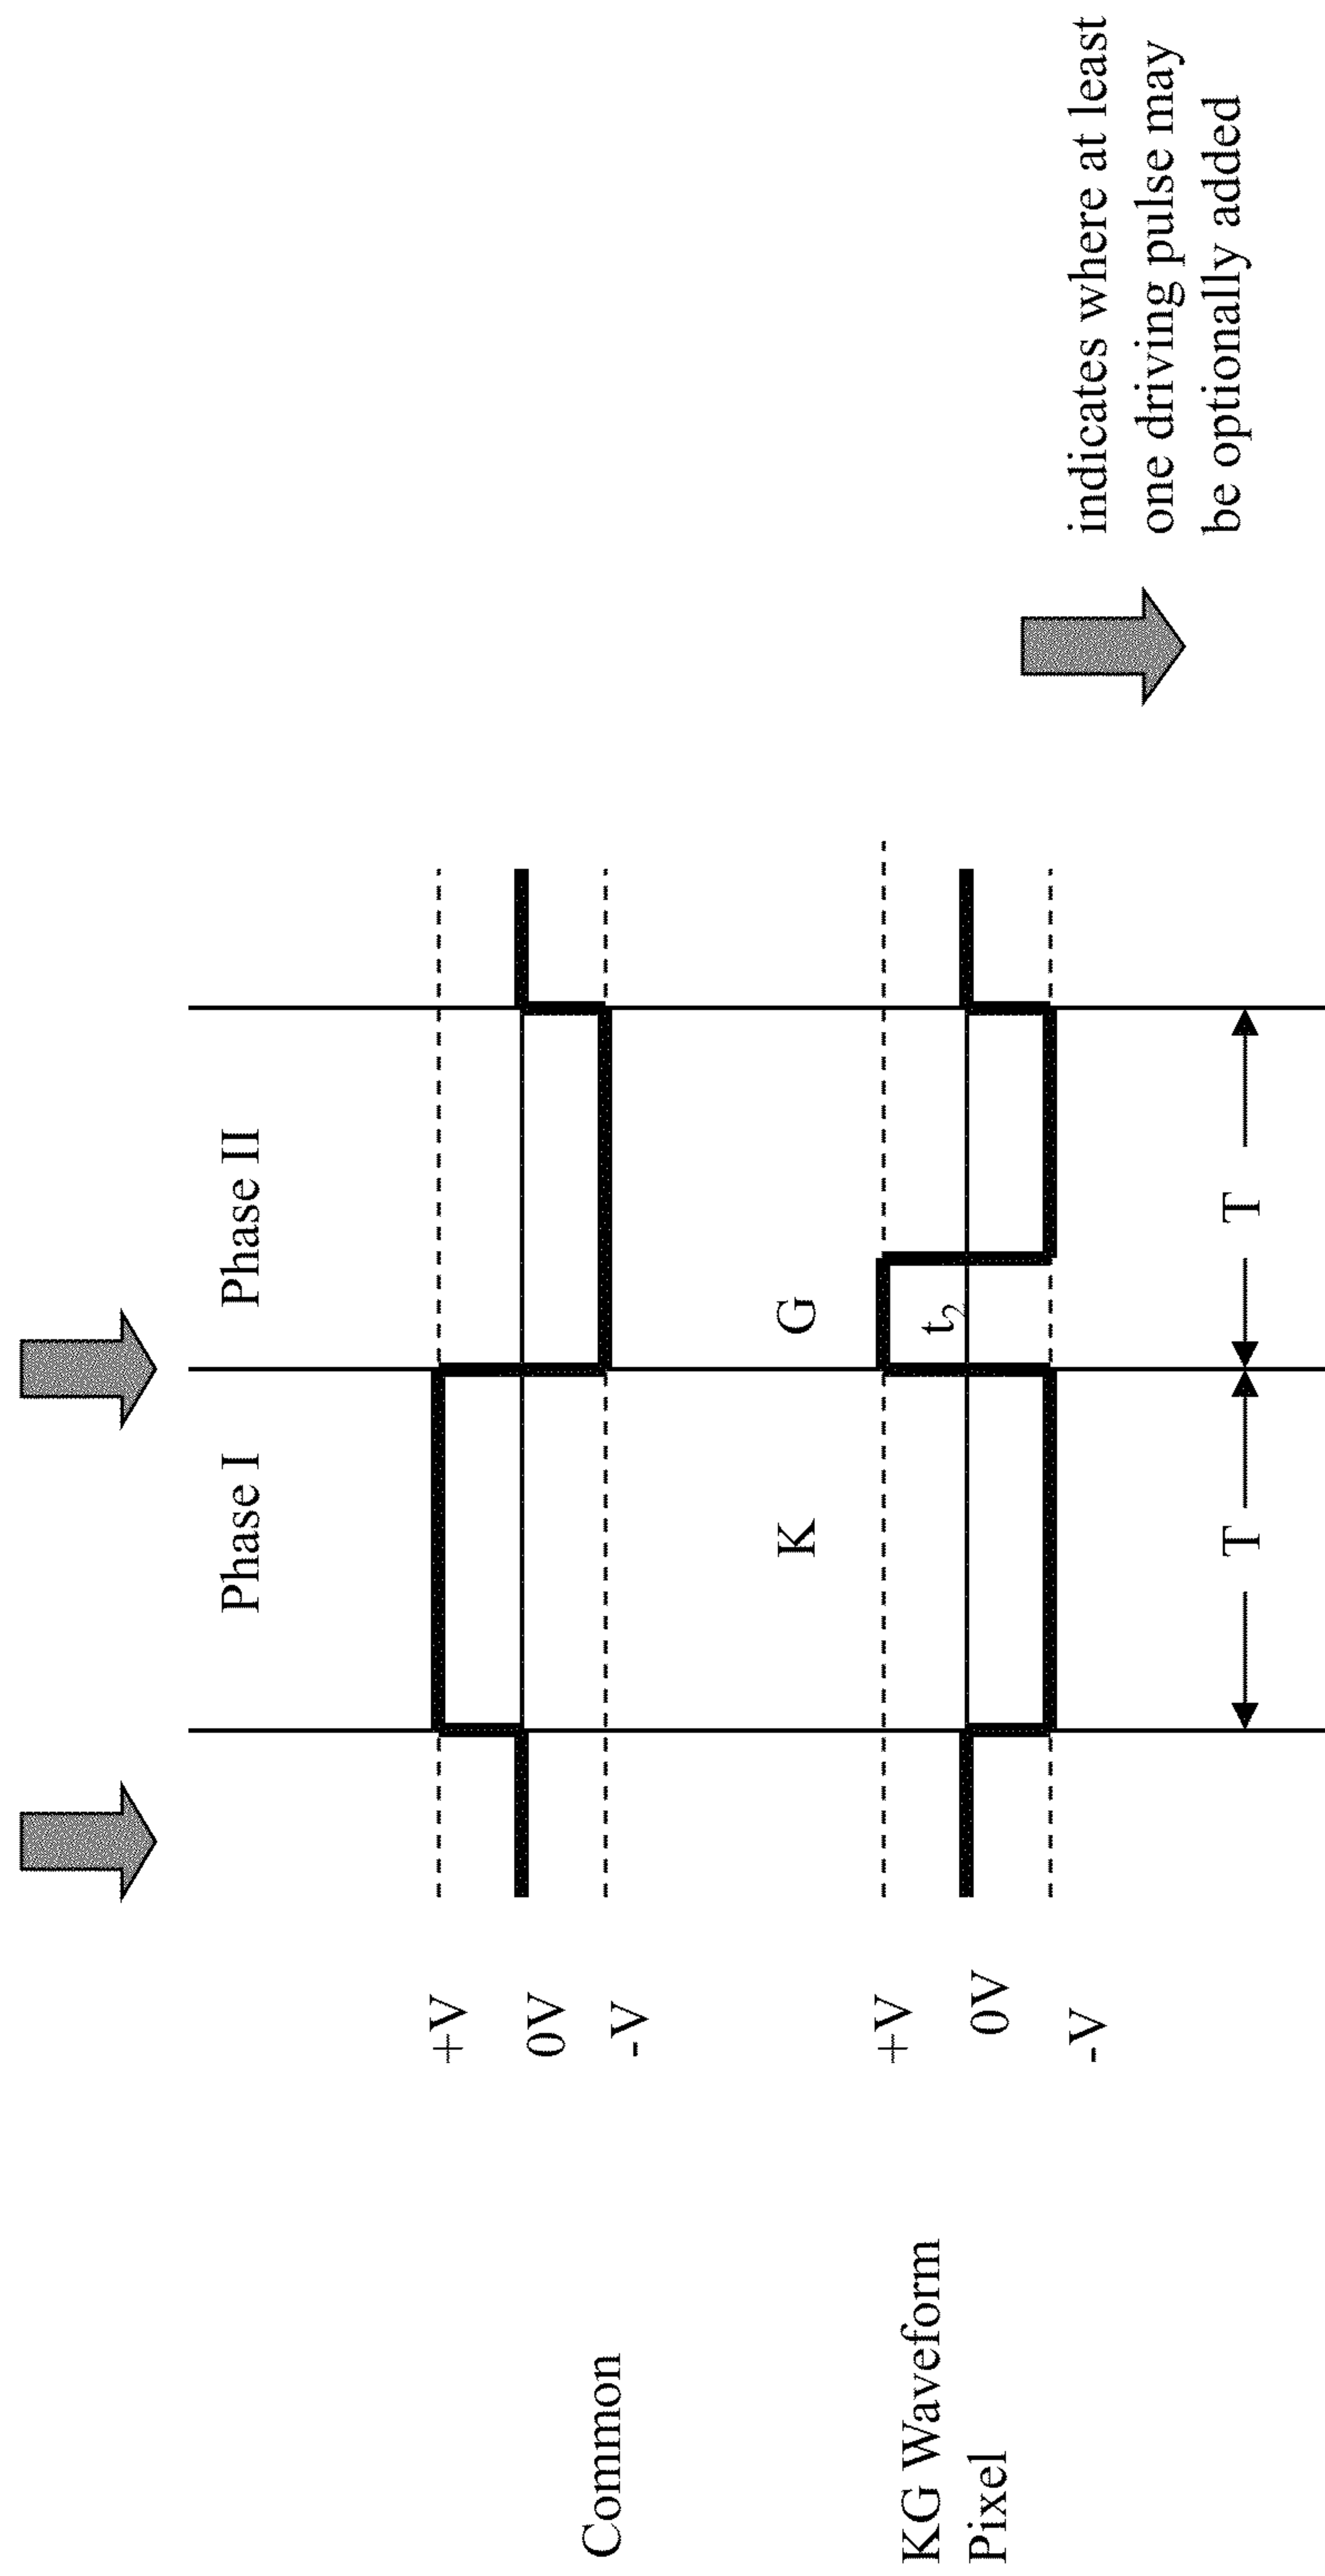 Phase I
Phase II
+V
0V
-V
Common
K
G
+V
0V
-V
t₂
KG Waveform
Pixel
T
T
indicates where at least
one driving pulse may
be optionally added